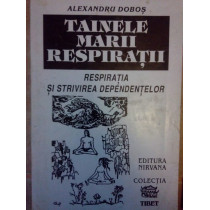 ALEXANDRU DOBOȘ
TAINELE
MARII
RESPIRAȚII
RESPIRAȚIA
ȘI STRIVIREA DEPENDENȚELOR
EDITURA
NIRVANA
COLECȚIA
TIBET